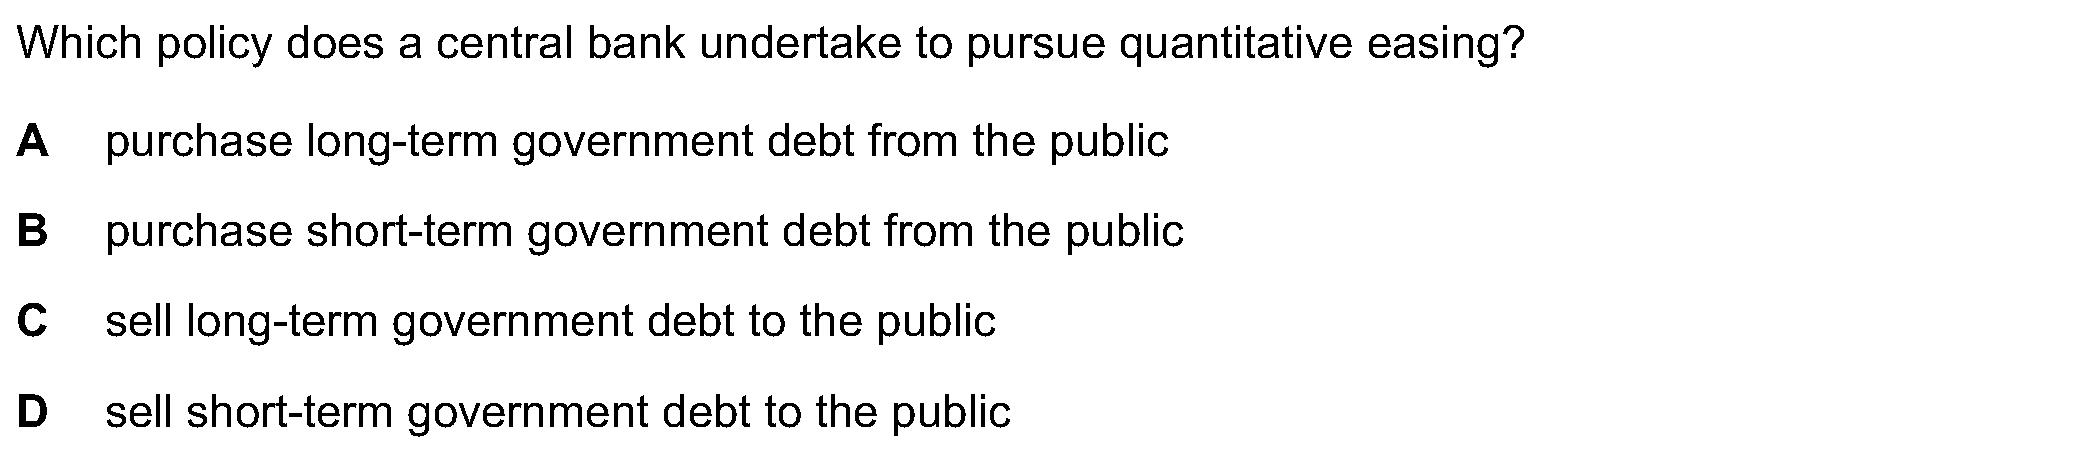 Which policy does a central bank undertake to pursue quantitative easing?
A purchase long-term government debt from the public
B purchase short-term government debt from the public
C sell long-term government debt to the public
D sell short-term government debt to the public